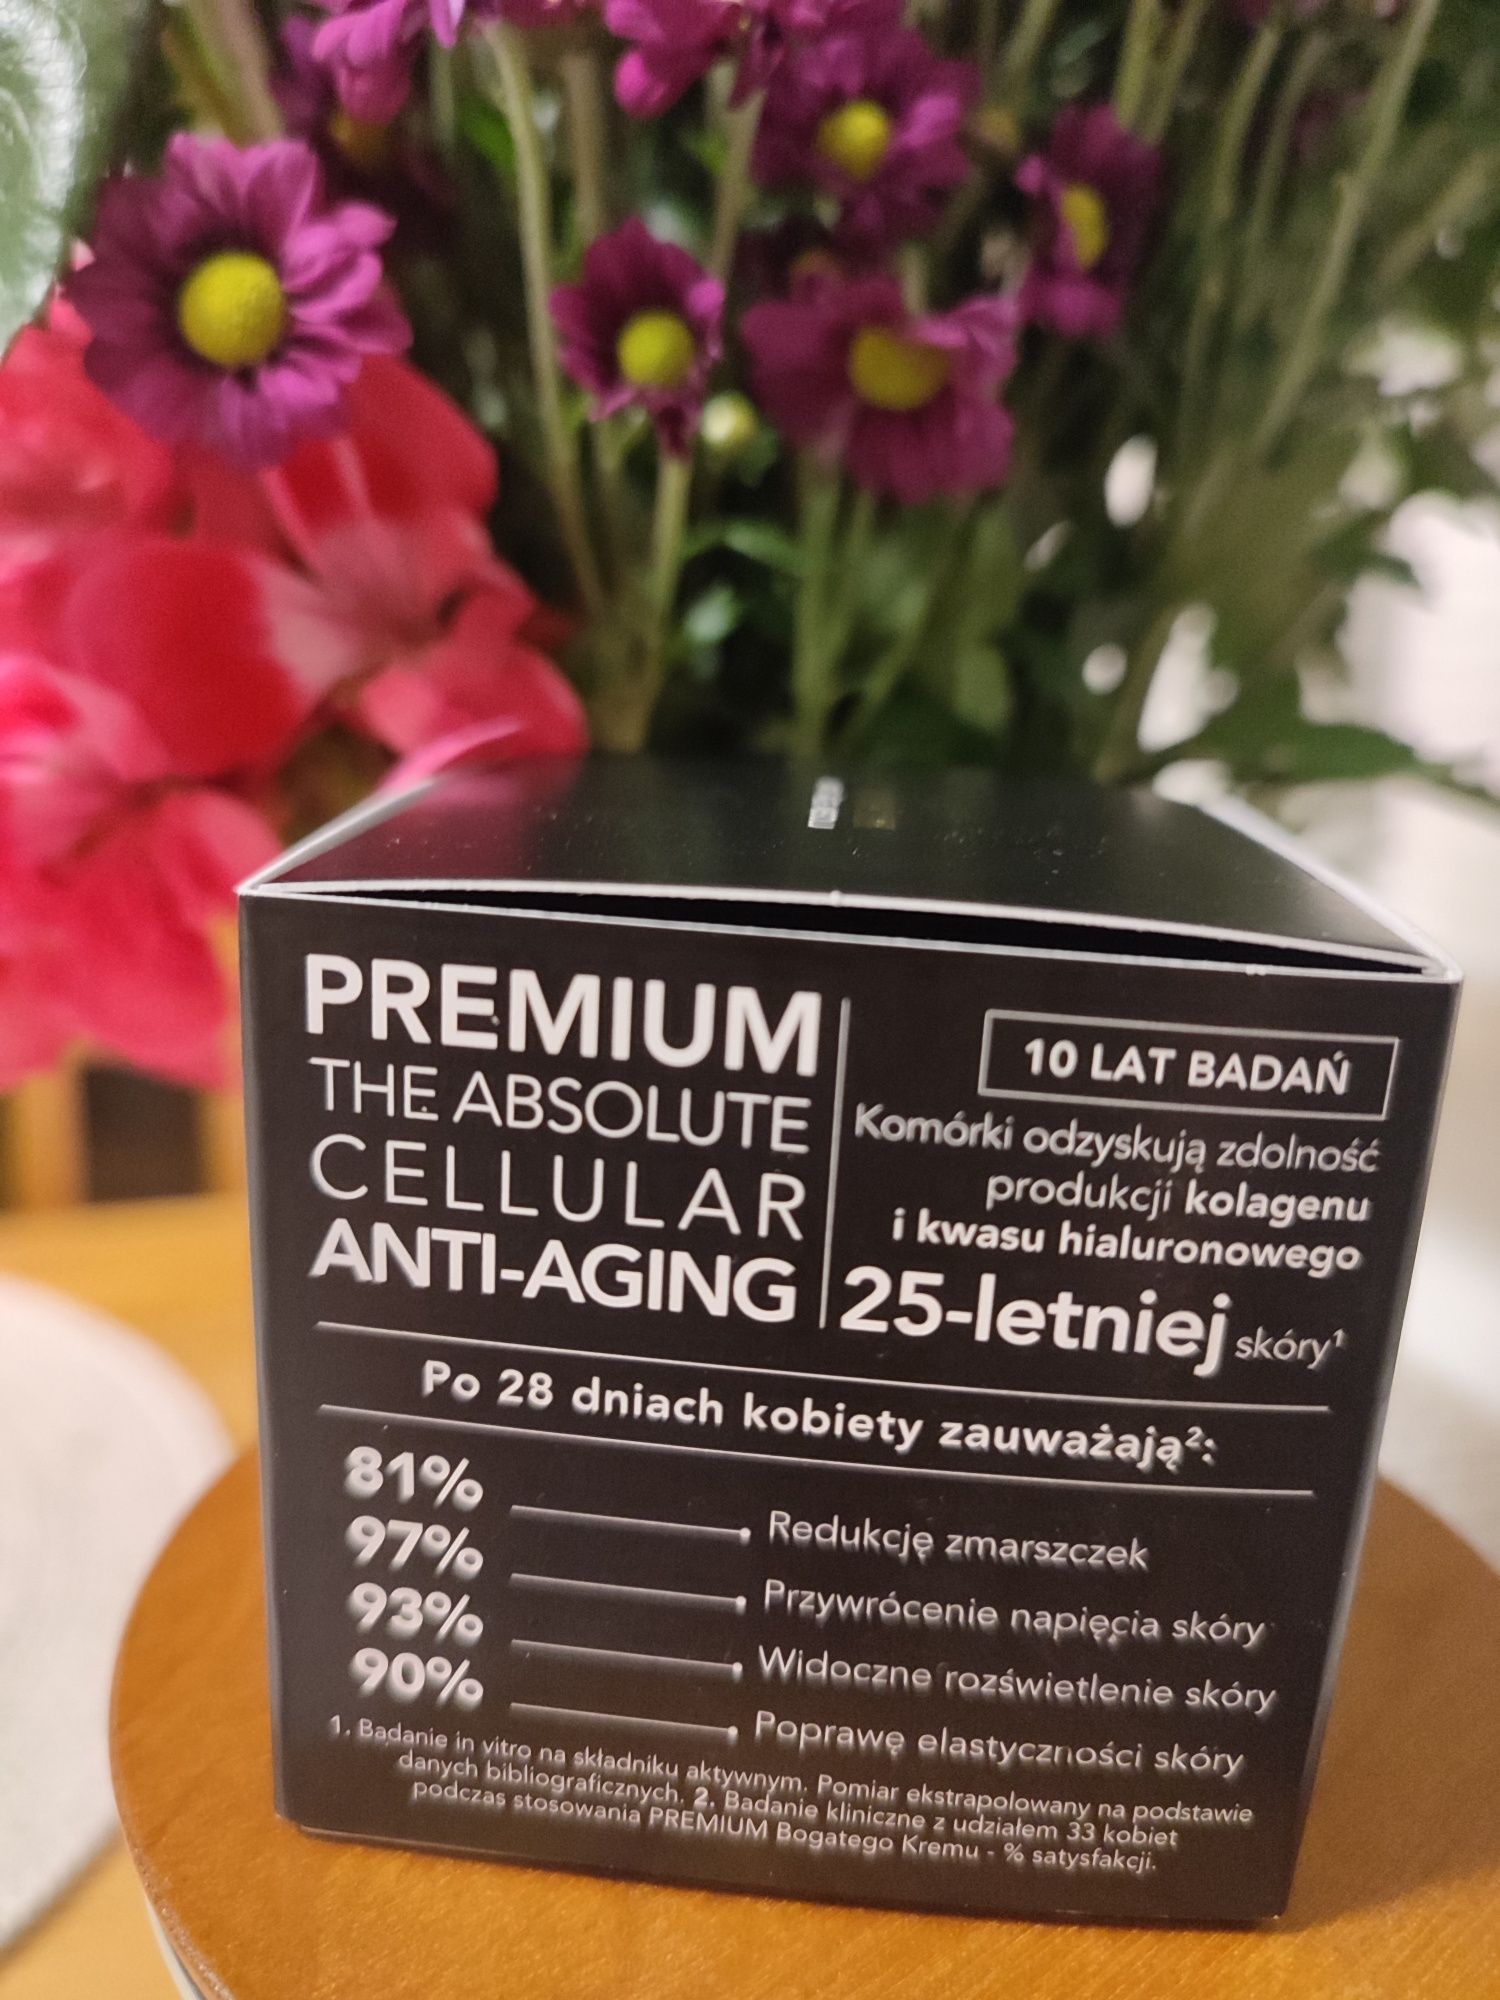 PREMIUM
THE ABSOLUTE
CELLULAR
ANTI-AGING
10 LAT BADAŃ
Komórki odzyskują zdolność
produkcji kolagenu
i kwasu hialuronowego
25-letniej skóry¹
Po 28 dniach kobiety zauważają²:
81% Redukcję zmarszczek
97% Przywrócenie napięcia skóry
93% Widoczne rozświetlenie skóry
90% Poprawę elastyczności skóry
1. Badanie in vitro na składniku aktywnym. Pomiar ekstrapolowany na podstawie
danych bibliograficznych. 2. Badanie kliniczne z udziałem 33 kobiet
podczas stosowania PREMIUM Bogatego Kremu - % satysfakcji.